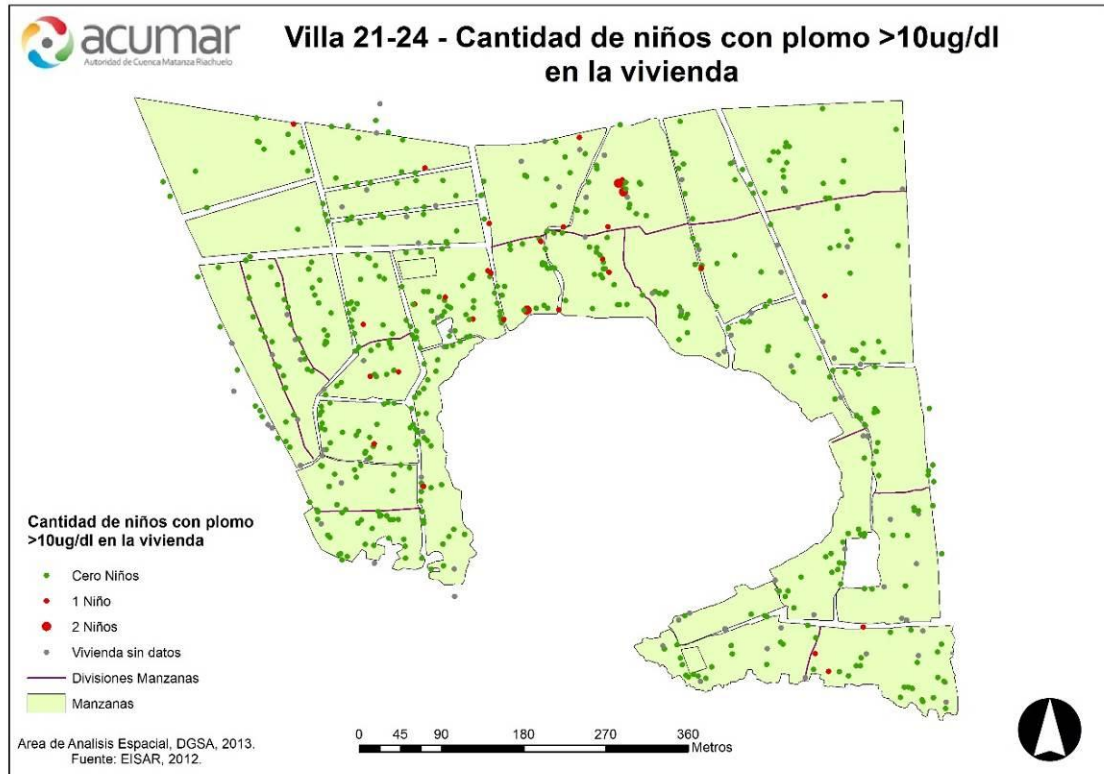 acumar
Autoridad de Cuenca Matanza Riachuelo
Villa 21-24 - Cantidad de niños con plomo >10ug/dl
en la vivienda
Cantidad de niños con plomo
>10ug/dl en la vivienda
Cero Niños
1 Niño
2 Niños
Vivienda sin datos
Divisiones Manzanas
Manzanas
Area de Analisis Espacial, DGSA, 2013.
Fuente: EISAR, 2012.
0 45 90 180 270 360
Metros